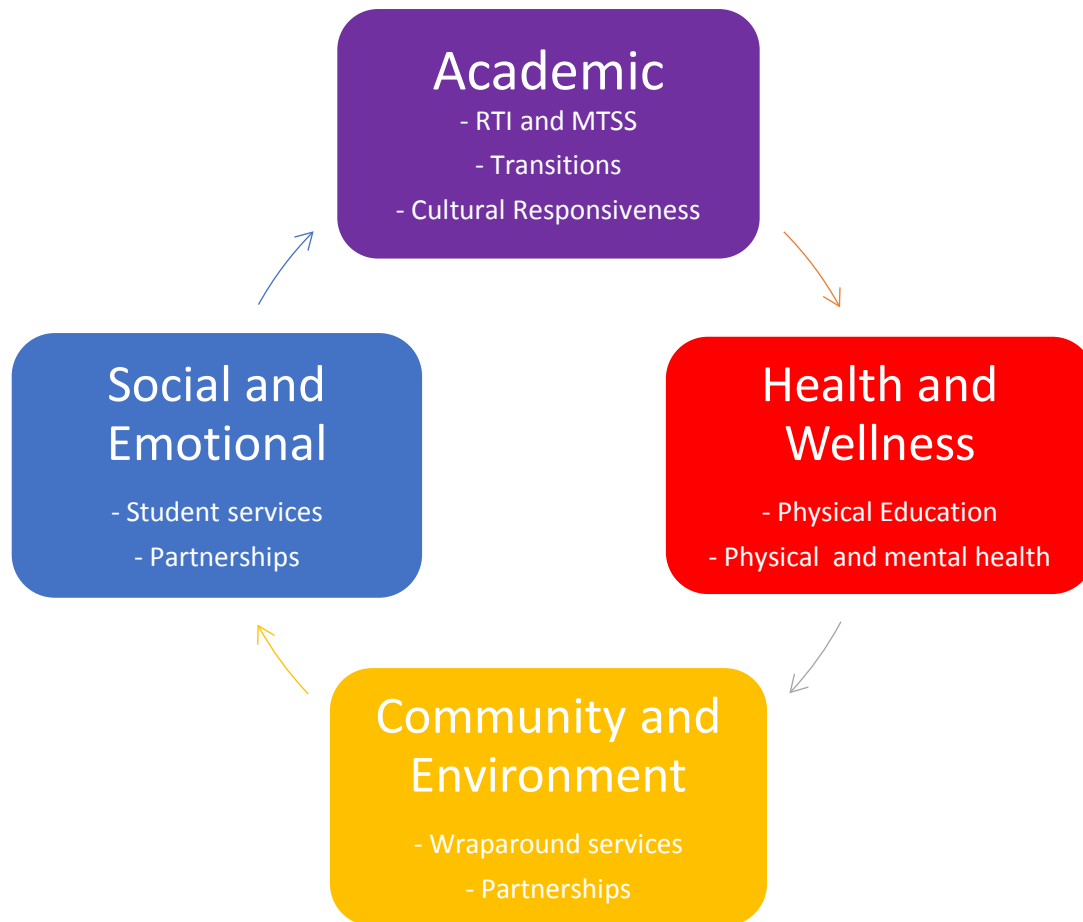 Academic
- RTI and MTSS
- Transitions
- Cultural Responsiveness
Social and
Emotional
- Student services
- Partnerships
Health and
Wellness
- Physical Education
- Physical  and mental health
Community and
Environment
- Wraparound services
- Partnerships